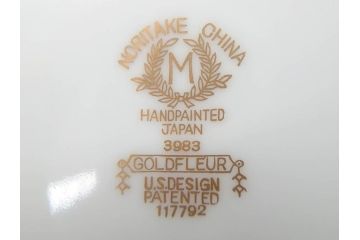 NORITAKE CHINA
M
HANDPAINTED
JAPAN
3983
GOLDFLEUR
U.S.DESIGN
PATENTED
117792